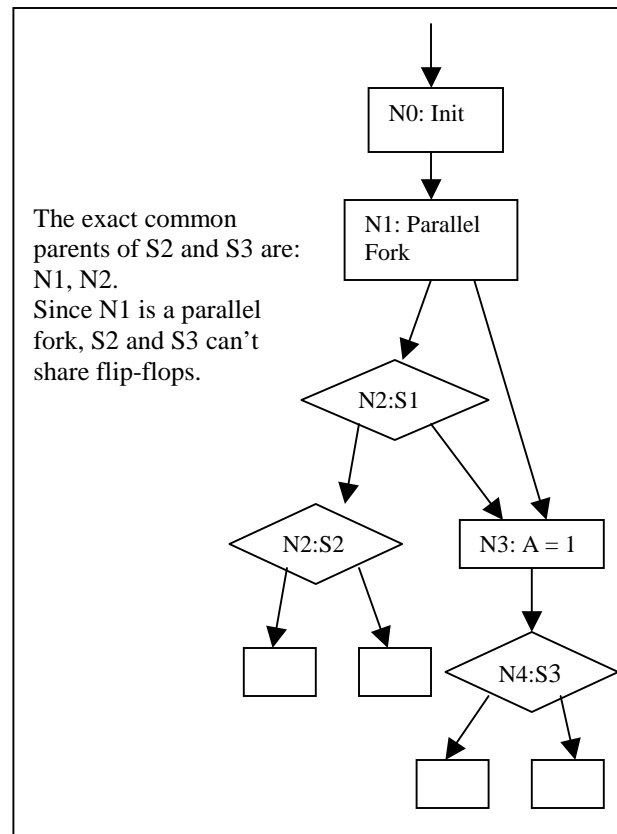 N0: Init
N1: Parallel
Fork
The exact common
parents of S2 and S3 are:
N1, N2.
Since N1 is a parallel
fork, S2 and S3 can't
share flip-flops.
N2:S1
N2:S2
N3: A = 1
N4:S3